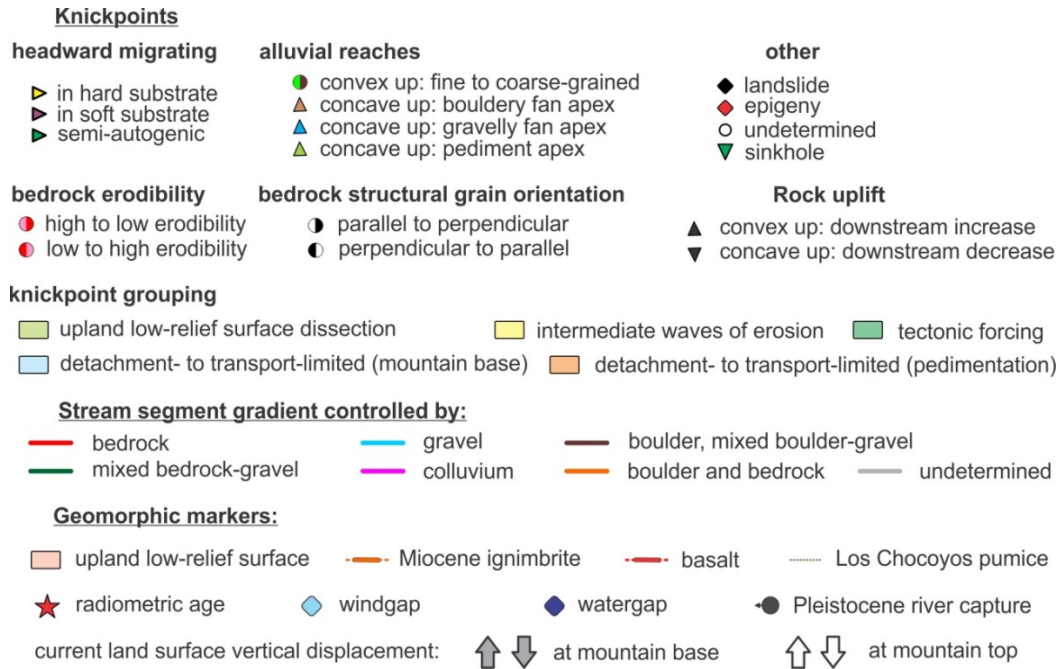 Knickpoints
headward migrating
in hard substrate
in soft substrate
semi-autogenic
alluvial reaches
convex up: fine to coarse-grained
concave up: bouldery fan apex
concave up: gravelly fan apex
concave up: pediment apex
other
landslide
epigeny
undetermined
sinkhole
bedrock erodibility
high to low erodibility
low to high erodibility
bedrock structural grain orientation
parallel to perpendicular
perpendicular to parallel
Rock uplift
convex up: downstream increase
concave up: downstream decrease
knickpoint grouping
upland low-relief surface dissection
intermediate waves of erosion
tectonic forcing
detachment- to transport-limited (mountain base)
detachment- to transport-limited (pedimentation)
Stream segment gradient controlled by:
bedrock
gravel
boulder, mixed boulder-gravel
mixed bedrock-gravel
colluvium
boulder and bedrock
undetermined
Geomorphic markers:
upland low-relief surface
Miocene ignimbrite
basalt
Los Chocoyos pumice
radiometric age
windgap
watergap
Pleistocene river capture
current land surface vertical displacement:
at mountain base
at mountain top